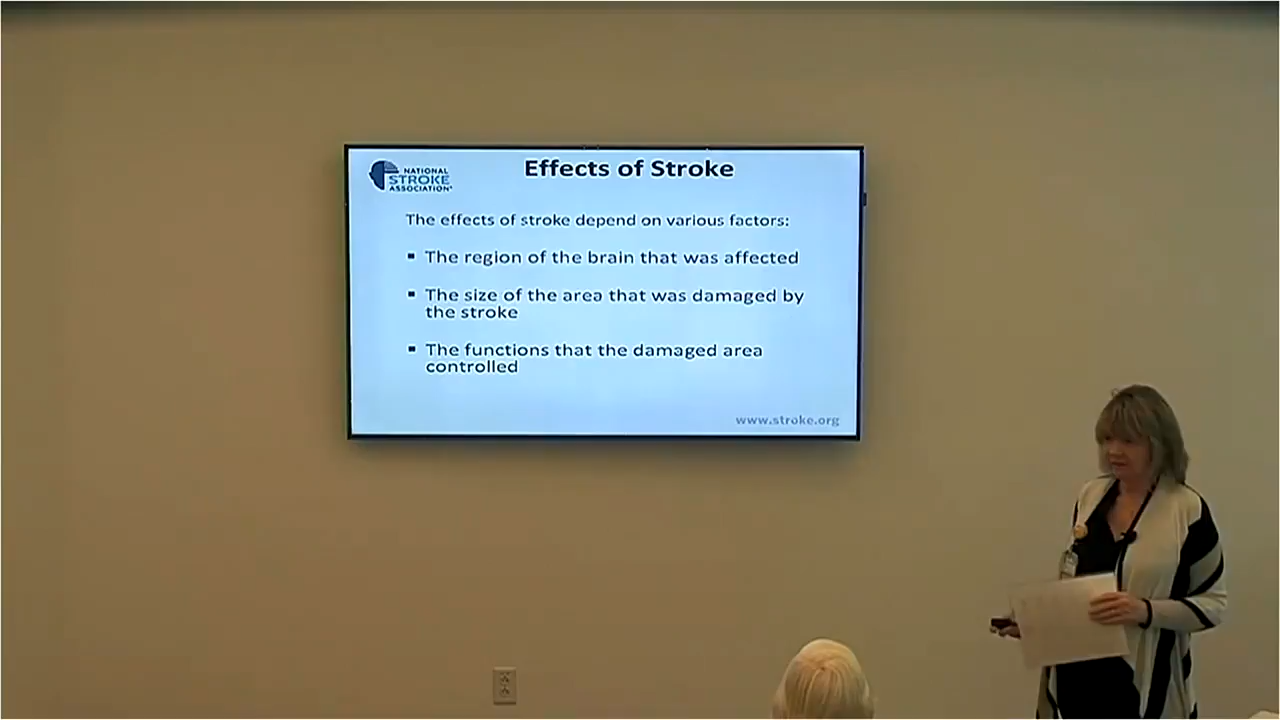 NATIONAL
STROKE
ASSOCIATION®
Effects of Stroke
The effects of stroke depend on various factors:
▪ The region of the brain that was affected
▪ The size of the area that was damaged by
the stroke
▪ The functions that the damaged area
controlled
www.stroke.org